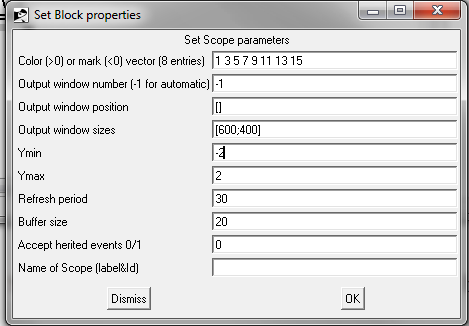 Set Block properties
Set Scope parameters
Color (>0) or mark (<0) vector (8 entries) 1 3 5 7 9 11 13 15
Output window number (-1 for automatic) -1
Output window position []
Output window sizes [600;400]
Ymin -2
Ymax 2
Refresh period 30
Buffer size 20
Accept herited events 0/1 0
Name of Scope (label&Id)
Dismiss OK